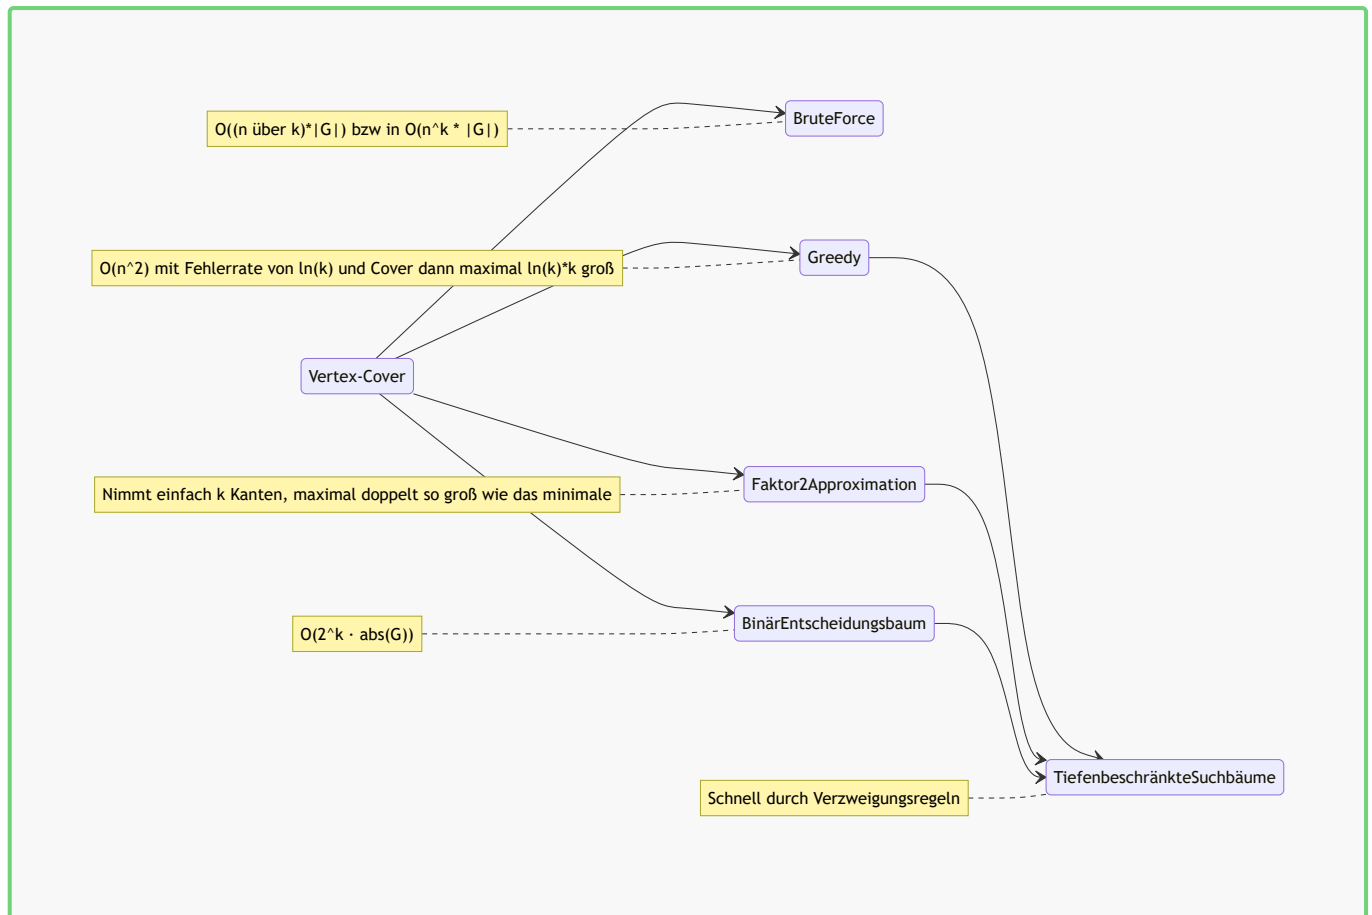 BruteForce
O((n über k)*|G|) bzw in O(n^k * |G|)
Greedy
O(n^2) mit Fehlerrate von ln(k) und Cover dann maximal ln(k)*k groß
Vertex-Cover
Faktor2Approximation
Nimmt einfach k Kanten, maximal doppelt so groß wie das minimale
BinärEntscheidungsbaum
O(2^k · abs(G))
TiefenbeschränkteSuchbäume
Schnell durch Verzweigungsregeln